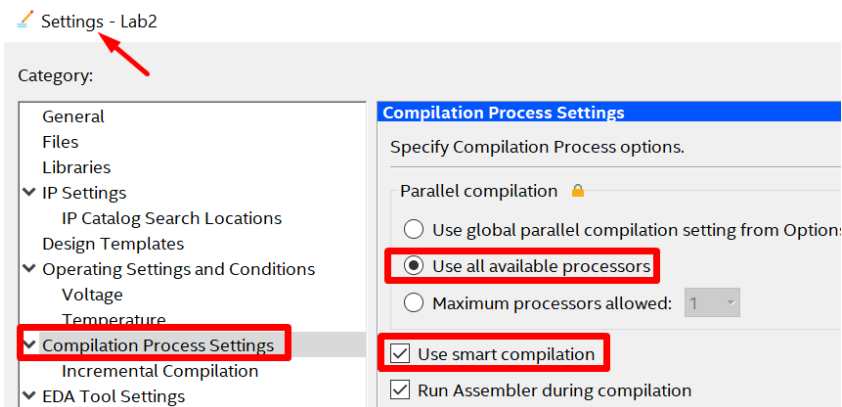 Settings - Lab2
Category:
General
Files
Libraries
IP Settings
IP Catalog Search Locations
Design Templates
Operating Settings and Conditions
Voltage
Temperature
Compilation Process Settings
Incremental Compilation
EDA Tool Settings
Compilation Process Settings
Specify Compilation Process options.
Parallel compilation
Use global parallel compilation setting from Options
Use all available processors
Maximum processors allowed: 1
Use smart compilation
Run Assembler during compilation